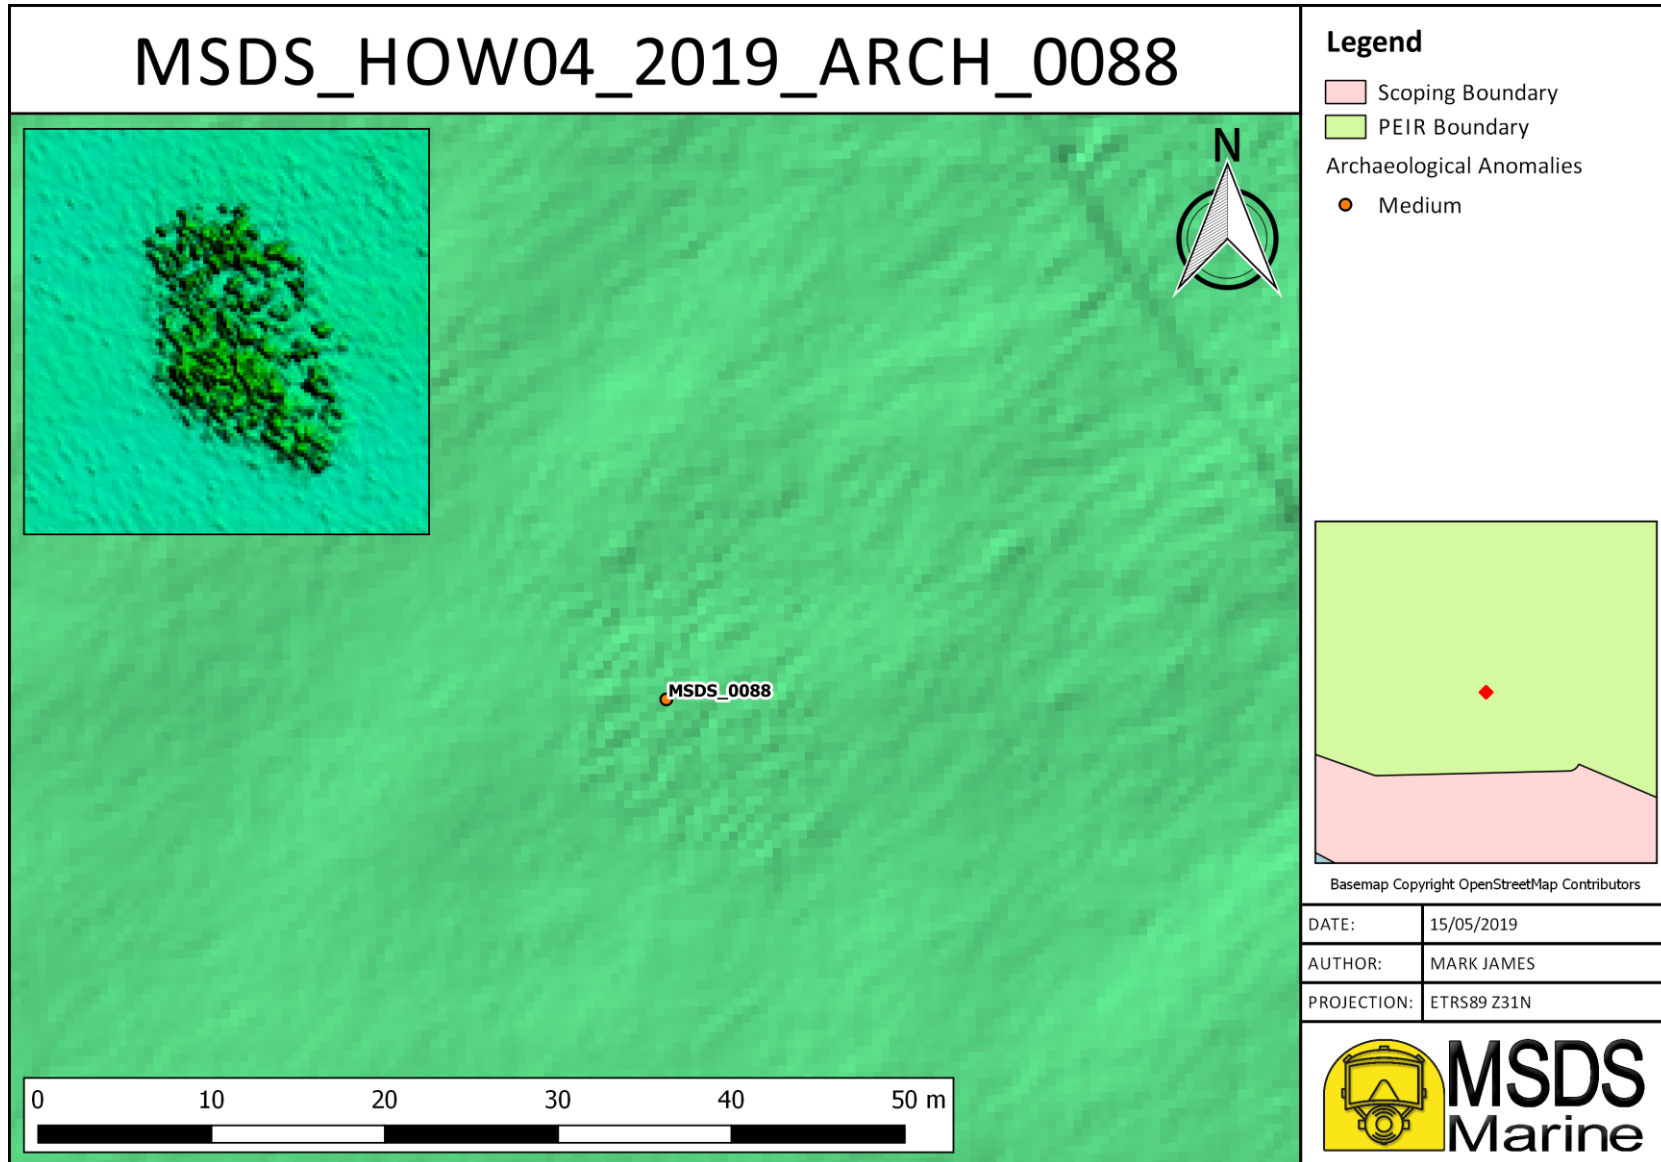 MSDS_HOW04_2019_ARCH_0088
N
MSDS_0088
0 10 20 30 40 50 m
Legend
Scoping Boundary
PEIR Boundary
Archaeological Anomalies
Medium
Basemap Copyright OpenStreetMap Contributors
DATE: 15/05/2019
AUTHOR: MARK JAMES
PROJECTION: ETRS89 Z31N
MSDS
Marine